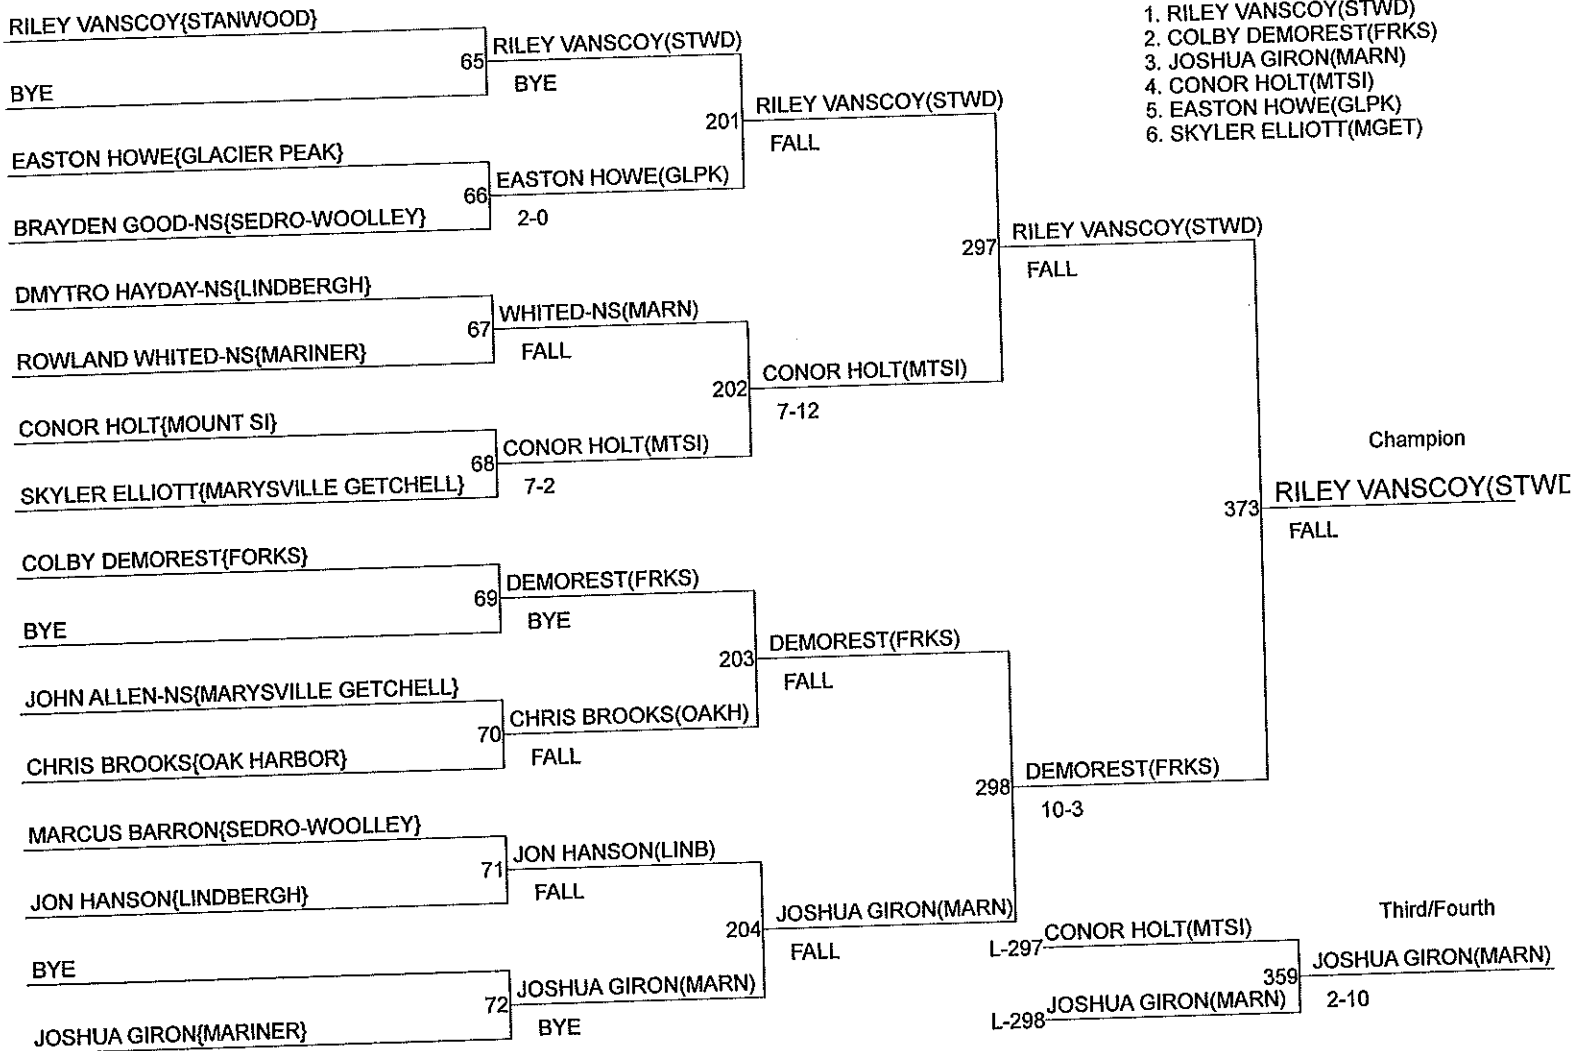 1. RILEY VANSCOY(STWD)
2. COLBY DEMOREST(FRKS)
3. JOSHUA GIRON(MARN)
4. CONOR HOLT(MTSI)
5. EASTON HOWE(GLPK)
6. SKYLER ELLIOTT(MGET)
RILEY VANSCOY{STANWOOD}
BYE
EASTON HOWE{GLACIER PEAK}
BRAYDEN GOOD-NS{SEDRO-WOOLLEY}
DMYTRO HAYDAY-NS{LINDBERGH}
ROWLAND WHITED-NS{MARINER}
CONOR HOLT{MOUNT SI}
SKYLER ELLIOTT{MARYSVILLE GETCHELL}
COLBY DEMOREST{FORKS}
BYE
JOHN ALLEN-NS{MARYSVILLE GETCHELL}
CHRIS BROOKS{OAK HARBOR}
MARCUS BARRON{SEDRO-WOOLLEY}
JON HANSON{LINDBERGH}
BYE
JOSHUA GIRON{MARINER}
65 RILEY VANSCOY(STWD)
BYE
66 EASTON HOWE(GLPK)
2-0
67 WHITED-NS(MARN)
FALL
68 CONOR HOLT(MTSI)
7-2
69 DEMOREST(FRKS)
BYE
70 CHRIS BROOKS(OAKH)
FALL
71 JON HANSON(LINB)
FALL
72 JOSHUA GIRON(MARN)
BYE
201 RILEY VANSCOY(STWD)
FALL
202 CONOR HOLT(MTSI)
7-12
203 DEMOREST(FRKS)
FALL
204 JOSHUA GIRON(MARN)
FALL
297 RILEY VANSCOY(STWD)
FALL
298 DEMOREST(FRKS)
10-3
Champion
373 RILEY VANSCOY(STWD
FALL
Third/Fourth
L-297 CONOR HOLT(MTSI)
L-298 JOSHUA GIRON(MARN)
359 JOSHUA GIRON(MARN)
2-10